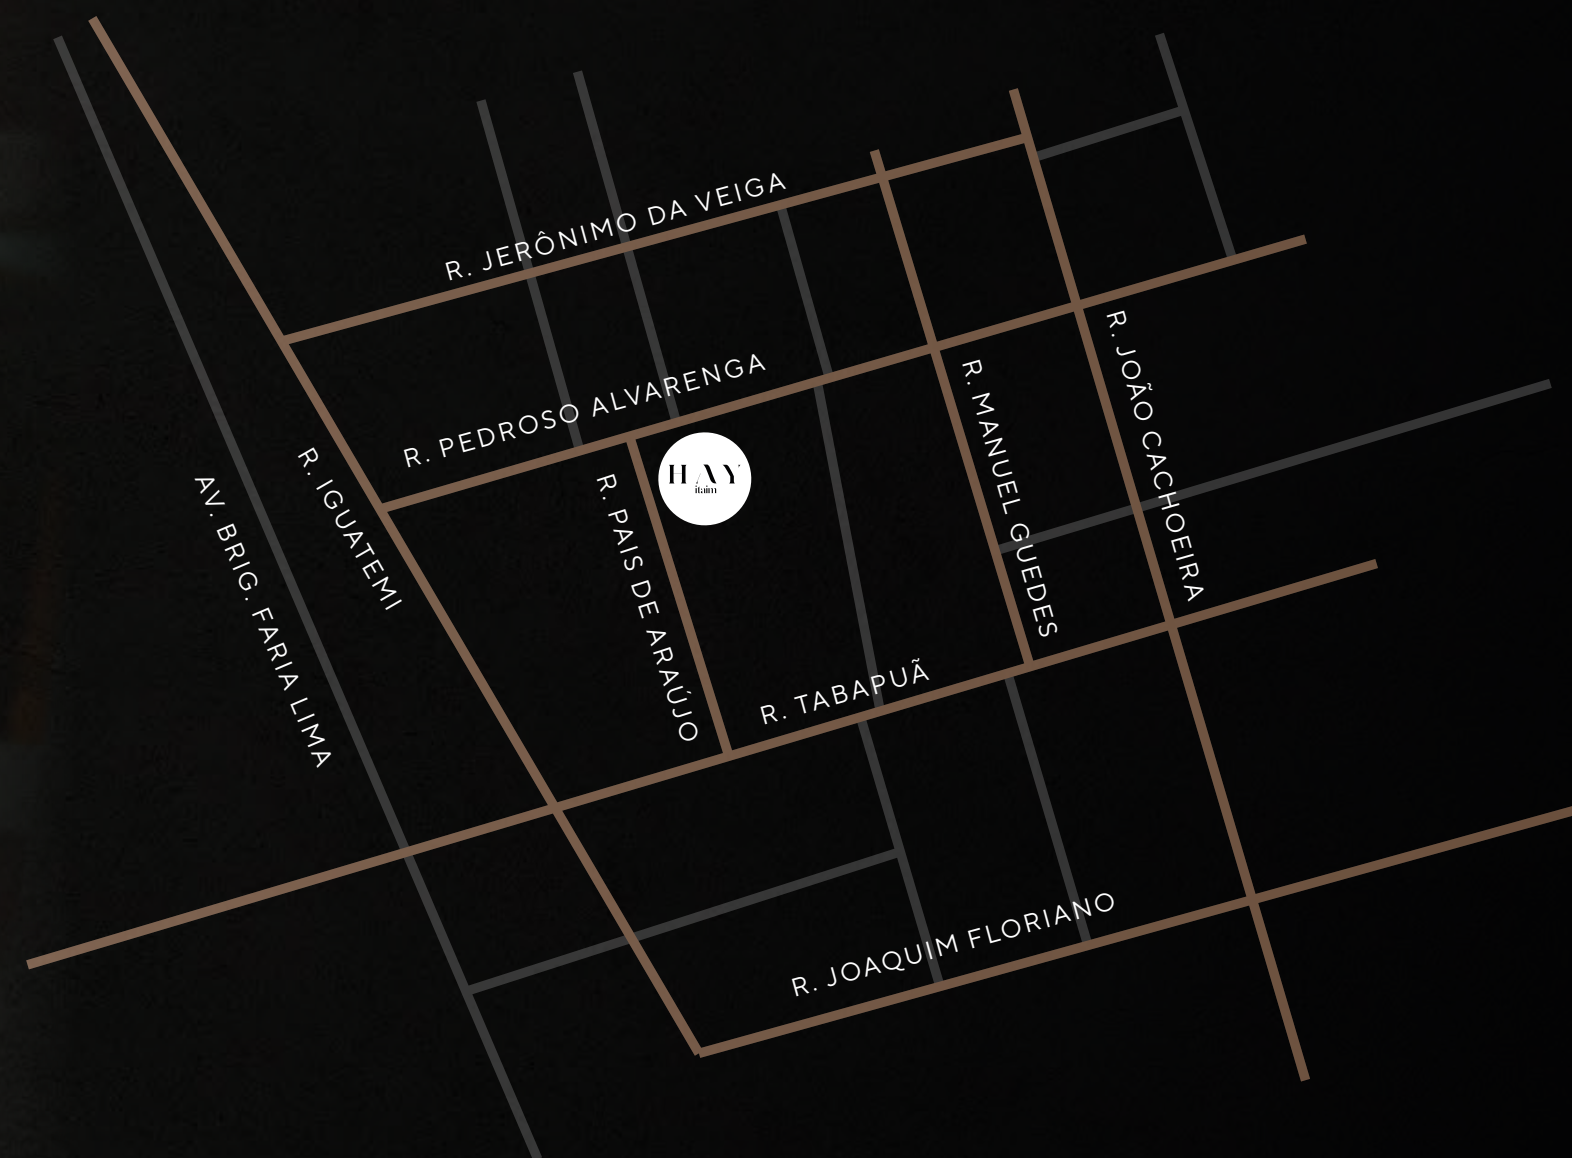 R. JERÔNIMO DA VEIGA
R. PEDROSO ALVARENGA
R. JOÃO CACHOEIRA
R. MANUEL GUEDES
HAY
itaim
R. IGUATEMI
AV. BRIG. FARIA LIMA
R. PAIS DE ARAÚJO
R. TABAPUÃ
R. JOAQUIM FLORIANO